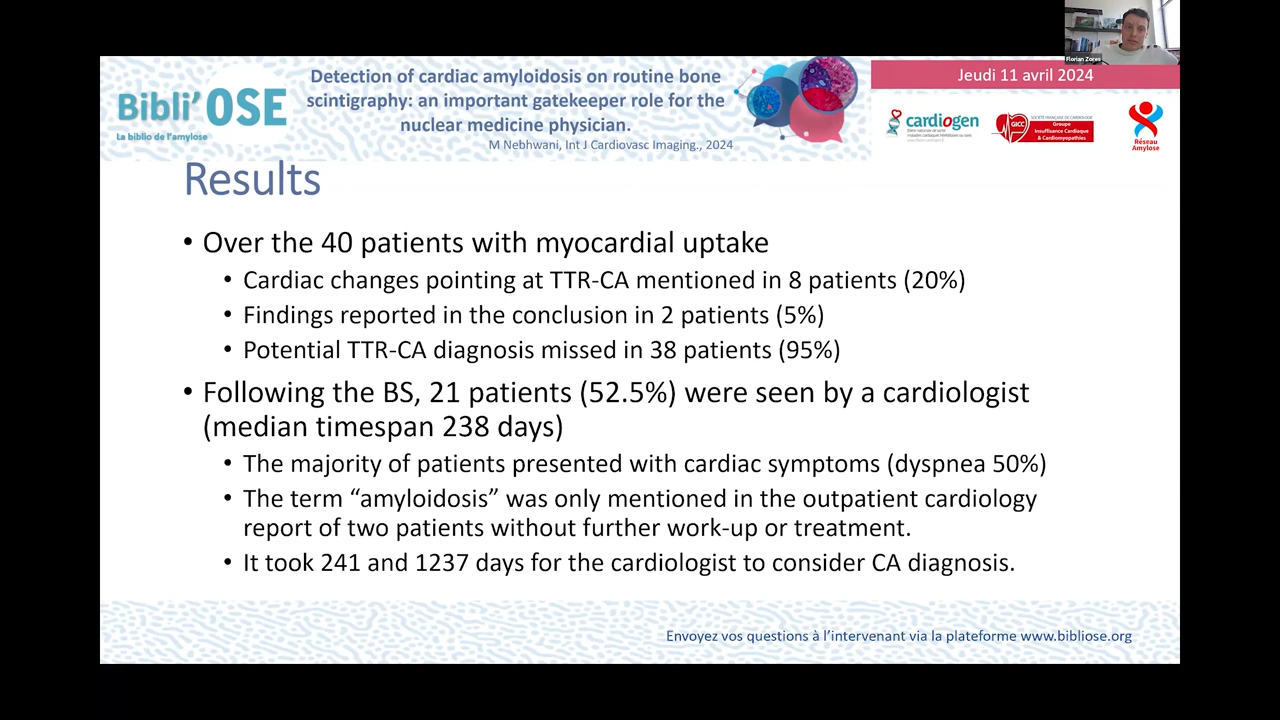 Florian Zores
Jeudi 11 avril 2024
Bibli'OSE
La biblio de l'amylose
Detection of cardiac amyloidosis on routine bone
scintigraphy: an important gatekeeper role for the
nuclear medicine physician.
M Nebhwani, Int J Cardiovasc Imaging., 2024
cardiogen
GICC
SOCIÉTÉ FRANÇAISE DE CARDIOLOGIE
Groupe
Insuffisance Cardiaque
& Cardiomyopathies
Réseau
Amylose
Results
• Over the 40 patients with myocardial uptake
• Cardiac changes pointing at TTR-CA mentioned in 8 patients (20%)
• Findings reported in the conclusion in 2 patients (5%)
• Potential TTR-CA diagnosis missed in 38 patients (95%)
• Following the BS, 21 patients (52.5%) were seen by a cardiologist
(median timespan 238 days)
• The majority of patients presented with cardiac symptoms (dyspnea 50%)
• The term “amyloidosis” was only mentioned in the outpatient cardiology
report of two patients without further work-up or treatment.
• It took 241 and 1237 days for the cardiologist to consider CA diagnosis.
Envoyez vos questions à l'intervenant via la plateforme www.bibliose.org